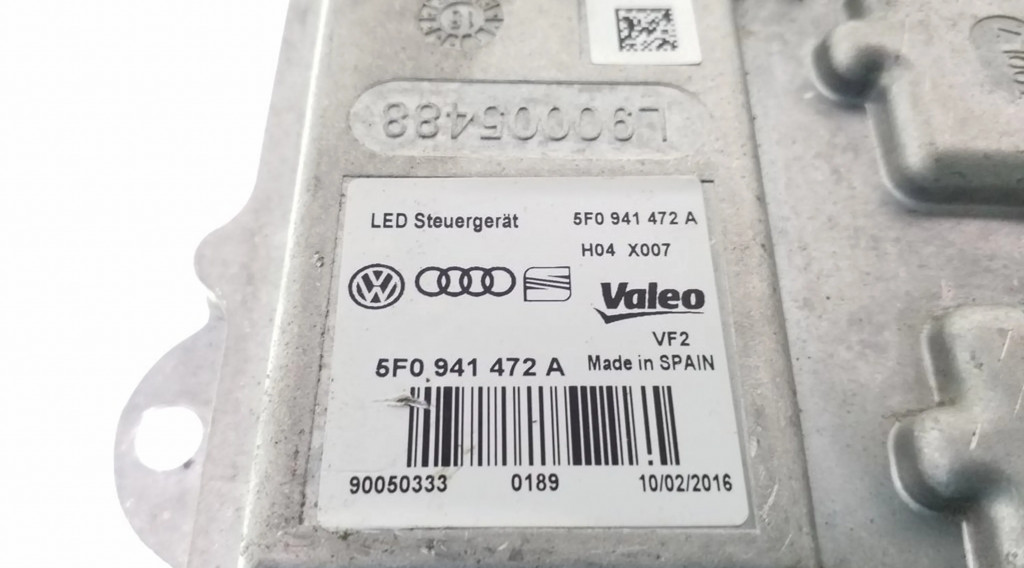 L90005488
LED Steuergerät 5F0 941 472 A
H04 X007
Valeo
VF2
5F0 941 472 A Made in SPAIN
90050333 0189 10/02/2016